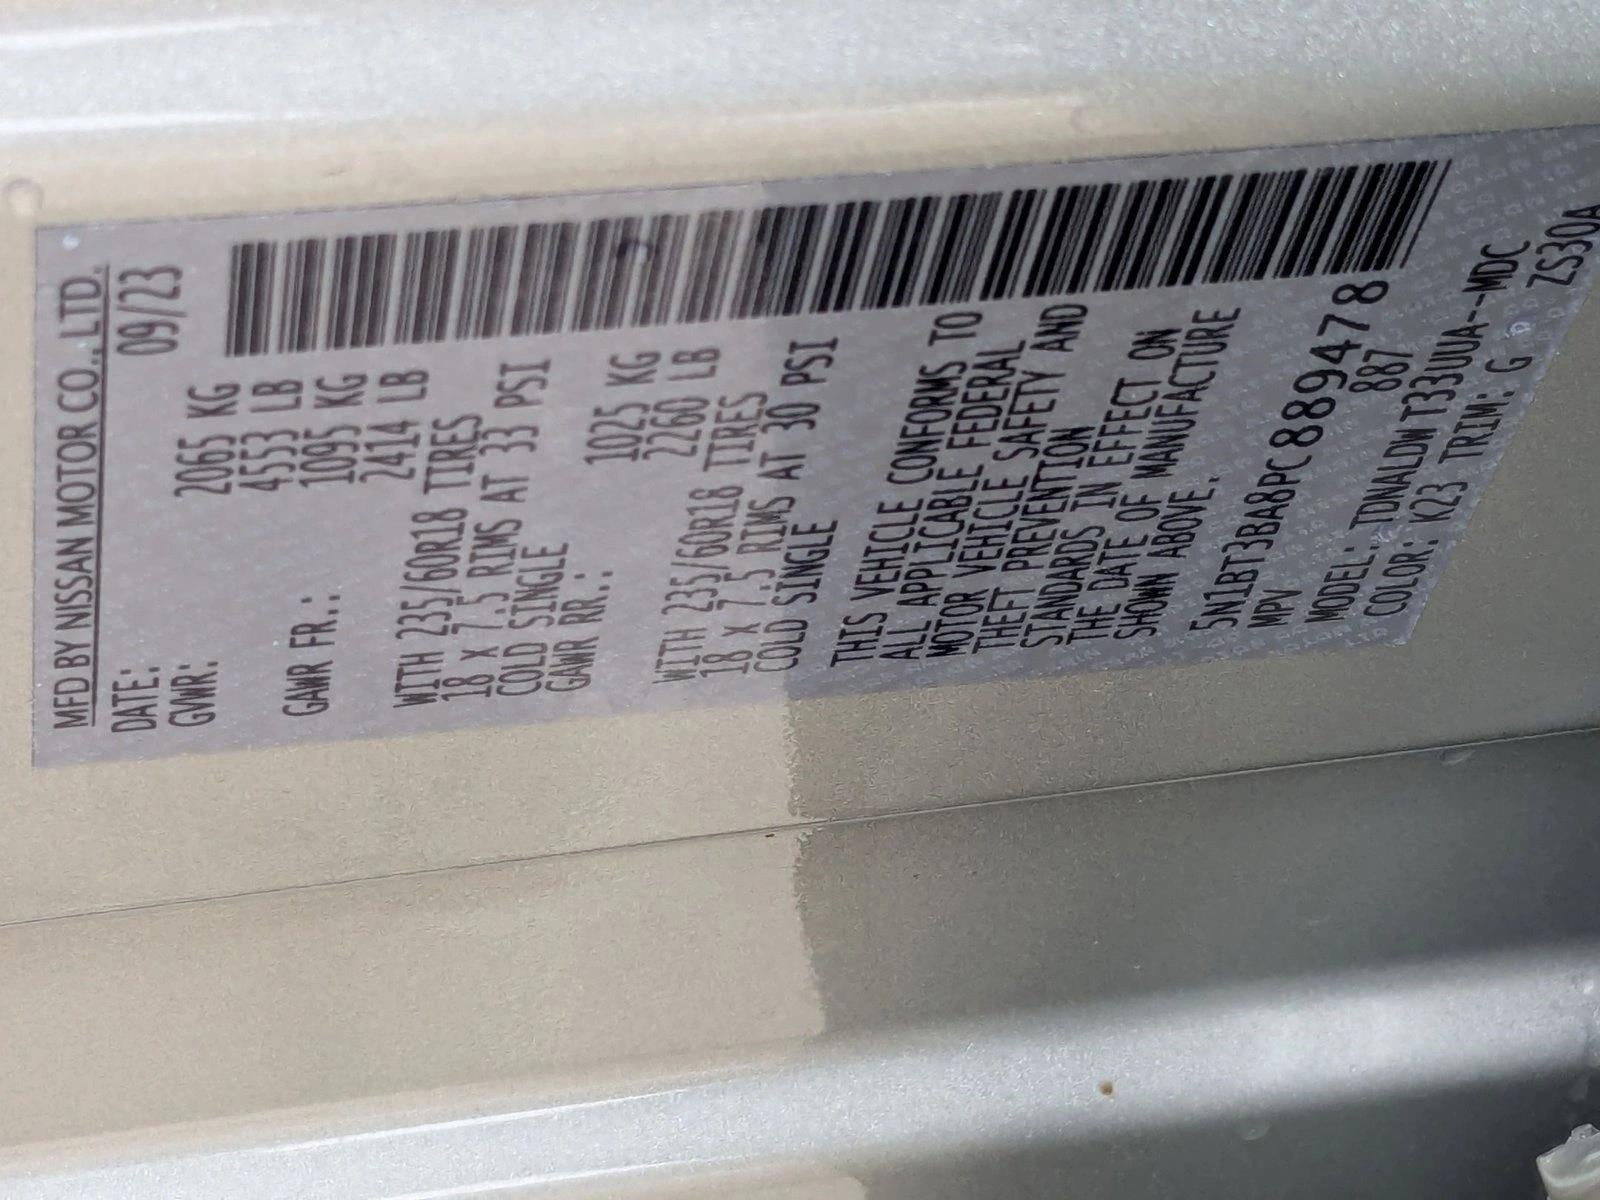 MFD BY NISSAN MOTOR CO., LTD.
DATE: 09/23
GVWR: 2065 KG
4553 LB
GAWR FR.: 1095 KG
2414 LB
WITH 235/60R18 TIRES
18 X 7.5 RIMS AT 33 PSI
COLD SINGLE
GAWR RR.: 1025 KG
2260 LB
WITH 235/60R18 TIRES
18 X 7.5 RIMS AT 30 PSI
COLD SINGLE
THIS VEHICLE CONFORMS TO
ALL APPLICABLE FEDERAL
MOTOR VEHICLE SAFETY AND
THEFT PREVENTION
STANDARDS IN EFFECT ON
THE DATE OF MANUFACTURE
SHOWN ABOVE.
5N1BT3BA8PC889478
MPV 887
MODEL: TDNALDW T33UUA--MDC
COLOR: K23 TRIM: G ZS30A